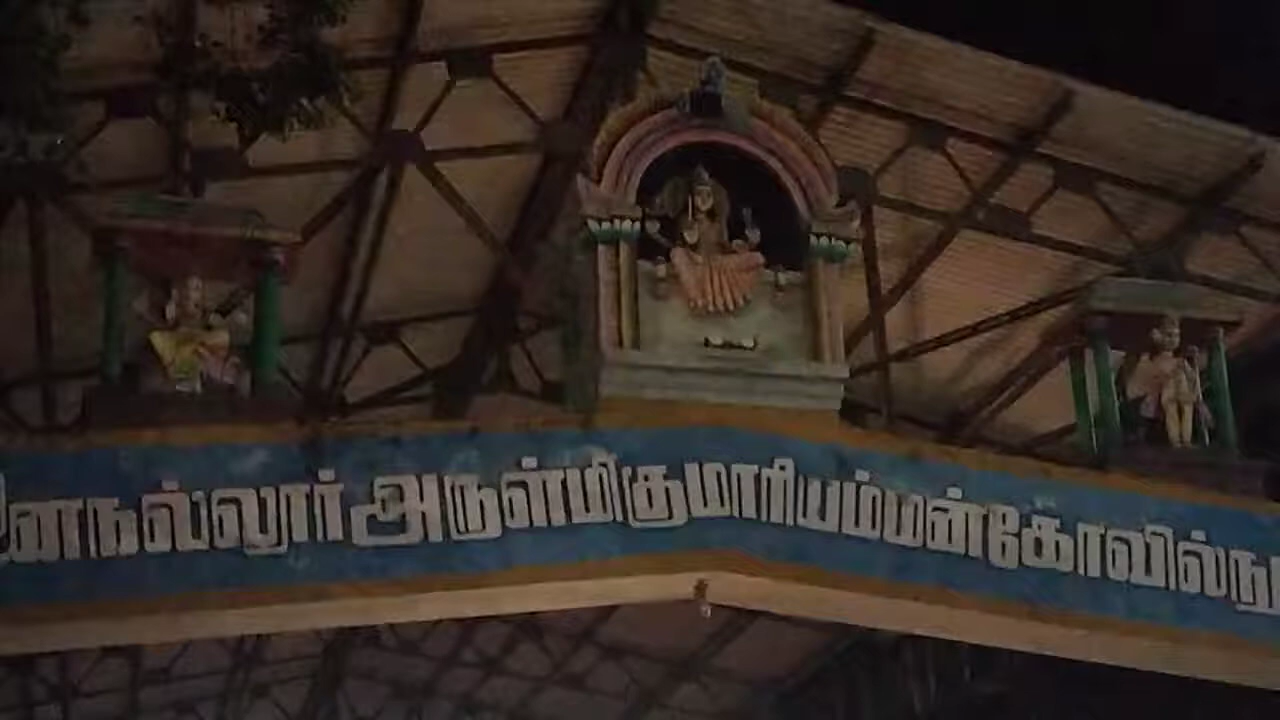 அருள்மிகு மாரியம்மன் கோவில்